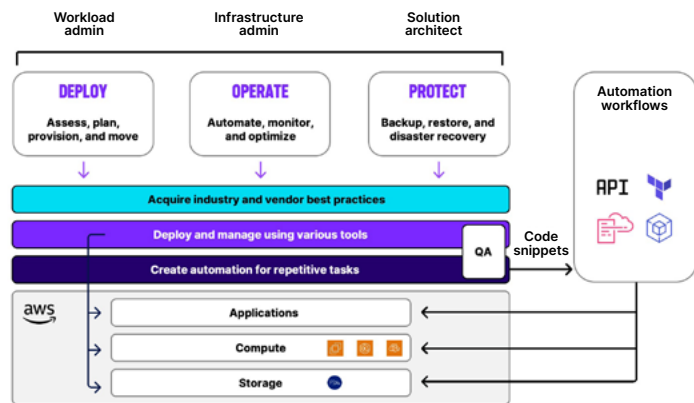 Workload
admin
Infrastructure
admin
Solution
architect
DEPLOY
Assess, plan,
provision, and move
OPERATE
Automate, monitor,
and optimize
PROTECT
Backup, restore, and
disaster recovery
Automation
workflows
API
Acquire industry and vendor best practices
Deploy and manage using various tools
QA
Code
snippets
Create automation for repetitive tasks
aws
Applications
Compute
Storage